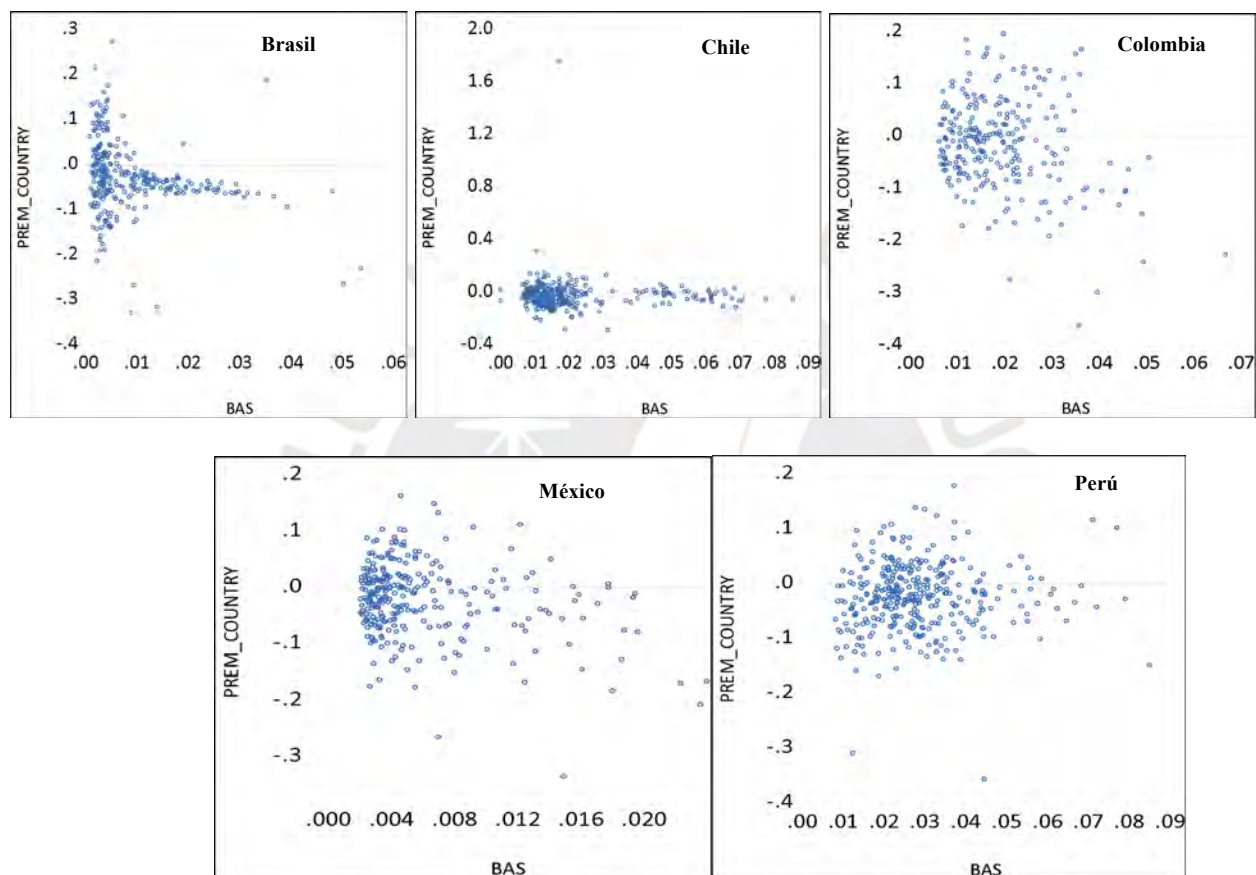 Brasil
PREM_COUNTRY
.3
.2
.1
.0
-.1
-.2
-.3
-.4
.00 .01 .02 .03 .04 .05 .06
BAS
Chile
PREM_COUNTRY
2.0
1.6
1.2
0.8
0.4
0.0
-0.4
.00 .01 .02 .03 .04 .05 .06 .07 .08 .09
BAS
Colombia
PREM_COUNTRY
.2
.1
.0
-.1
-.2
-.3
-.4
.00 .01 .02 .03 .04 .05 .06 .07
BAS
México
PREM_COUNTRY
.2
.1
.0
-.1
-.2
-.3
.000 .004 .008 .012 .016 .020
BAS
Perú
PREM_COUNTRY
.2
.1
.0
-.1
-.2
-.3
-.4
.00 .01 .02 .03 .04 .05 .06 .07 .08 .09
BAS